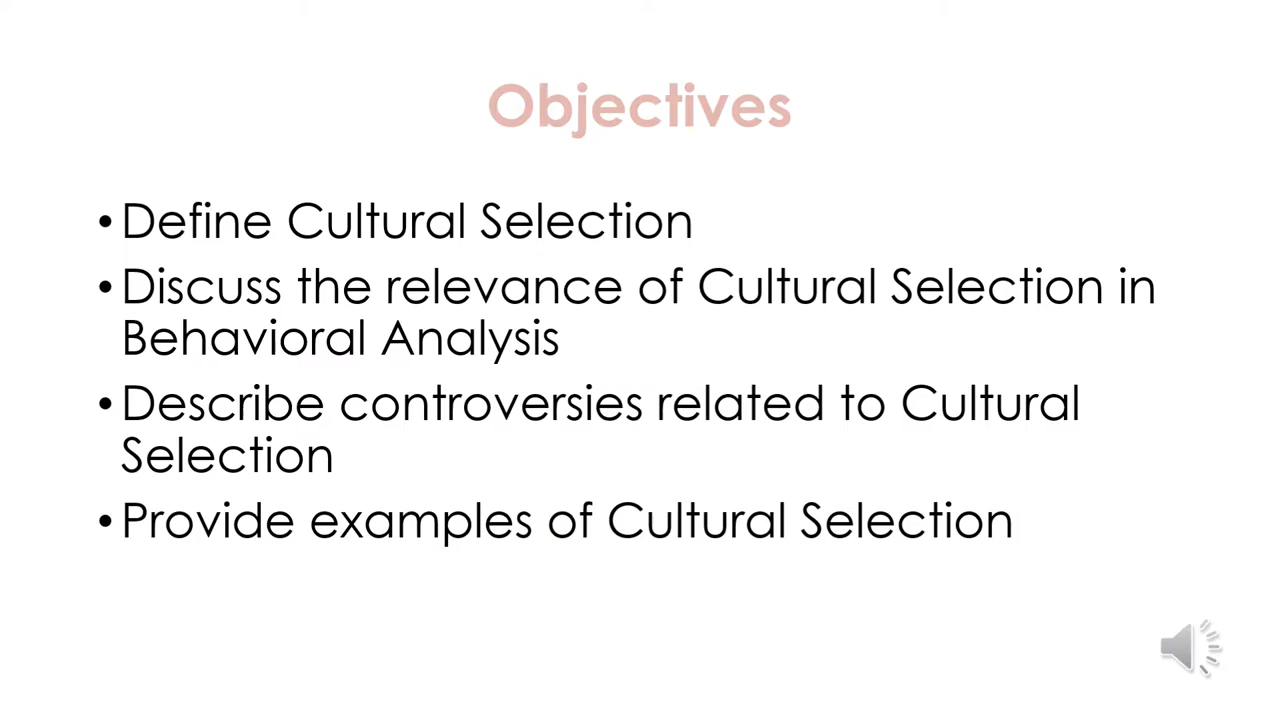 Objectives
•Define Cultural Selection
•Discuss the relevance of Cultural Selection in
Behavioral Analysis
•Describe controversies related to Cultural
Selection
•Provide examples of Cultural Selection